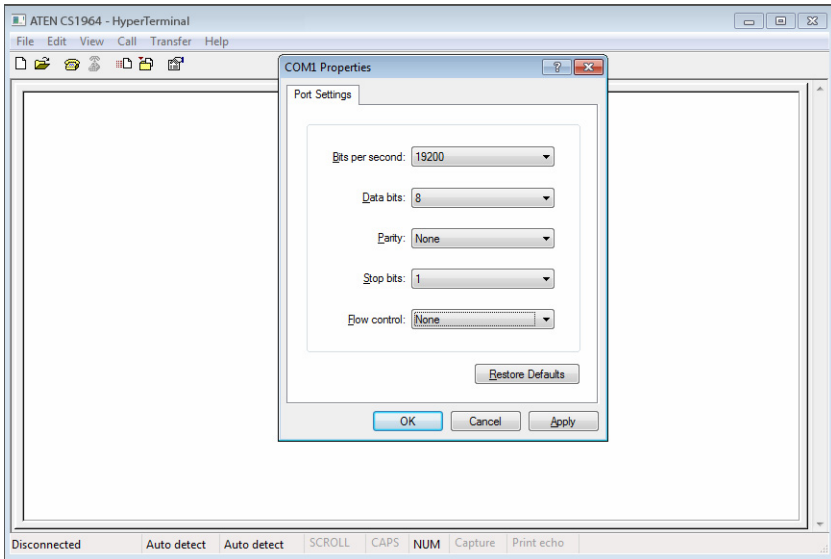 ATEN CS1964 - HyperTerminal
File Edit View Call Transfer Help
COM1 Properties
Port Settings
Bits per second: 19200
Data bits: 8
Parity: None
Stop bits: 1
Flow control: None
Restore Defaults
OK Cancel Apply
Disconnected Auto detect Auto detect SCROLL CAPS NUM Capture Print echo